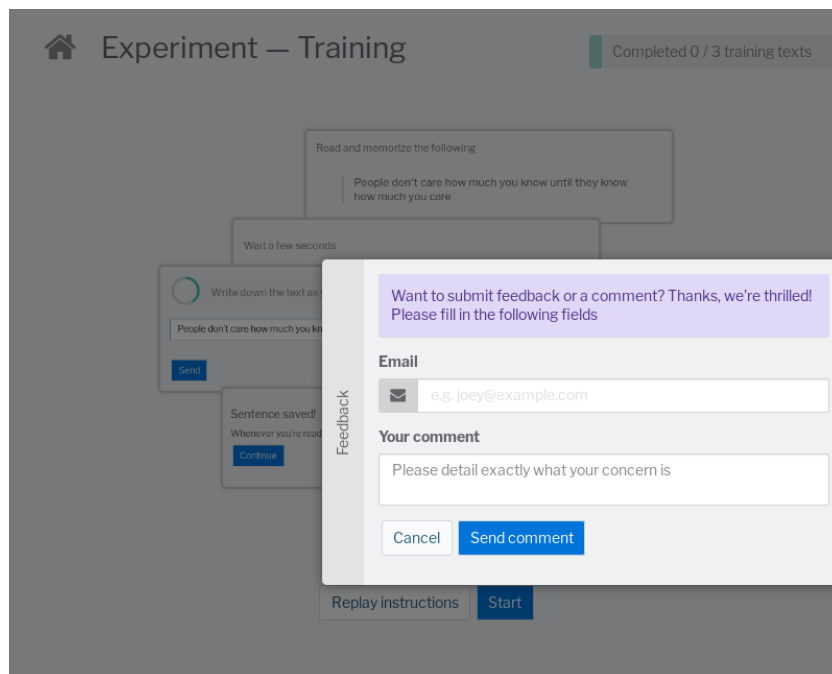 Experiment — Training
Completed 0 / 3 training texts
Read and memorize the following
People don't care how much you know until they know
how much you care
Wait a few seconds
Write down the text as
People don't care how much you kn
Send
Sentence saved!
Whenever you're read
Continue
Feedback
Want to submit feedback or a comment? Thanks, we're thrilled!
Please fill in the following fields
Email
e.g. joey@example.com
Your comment
Please detail exactly what your concern is
Cancel
Send comment
Replay instructions
Start